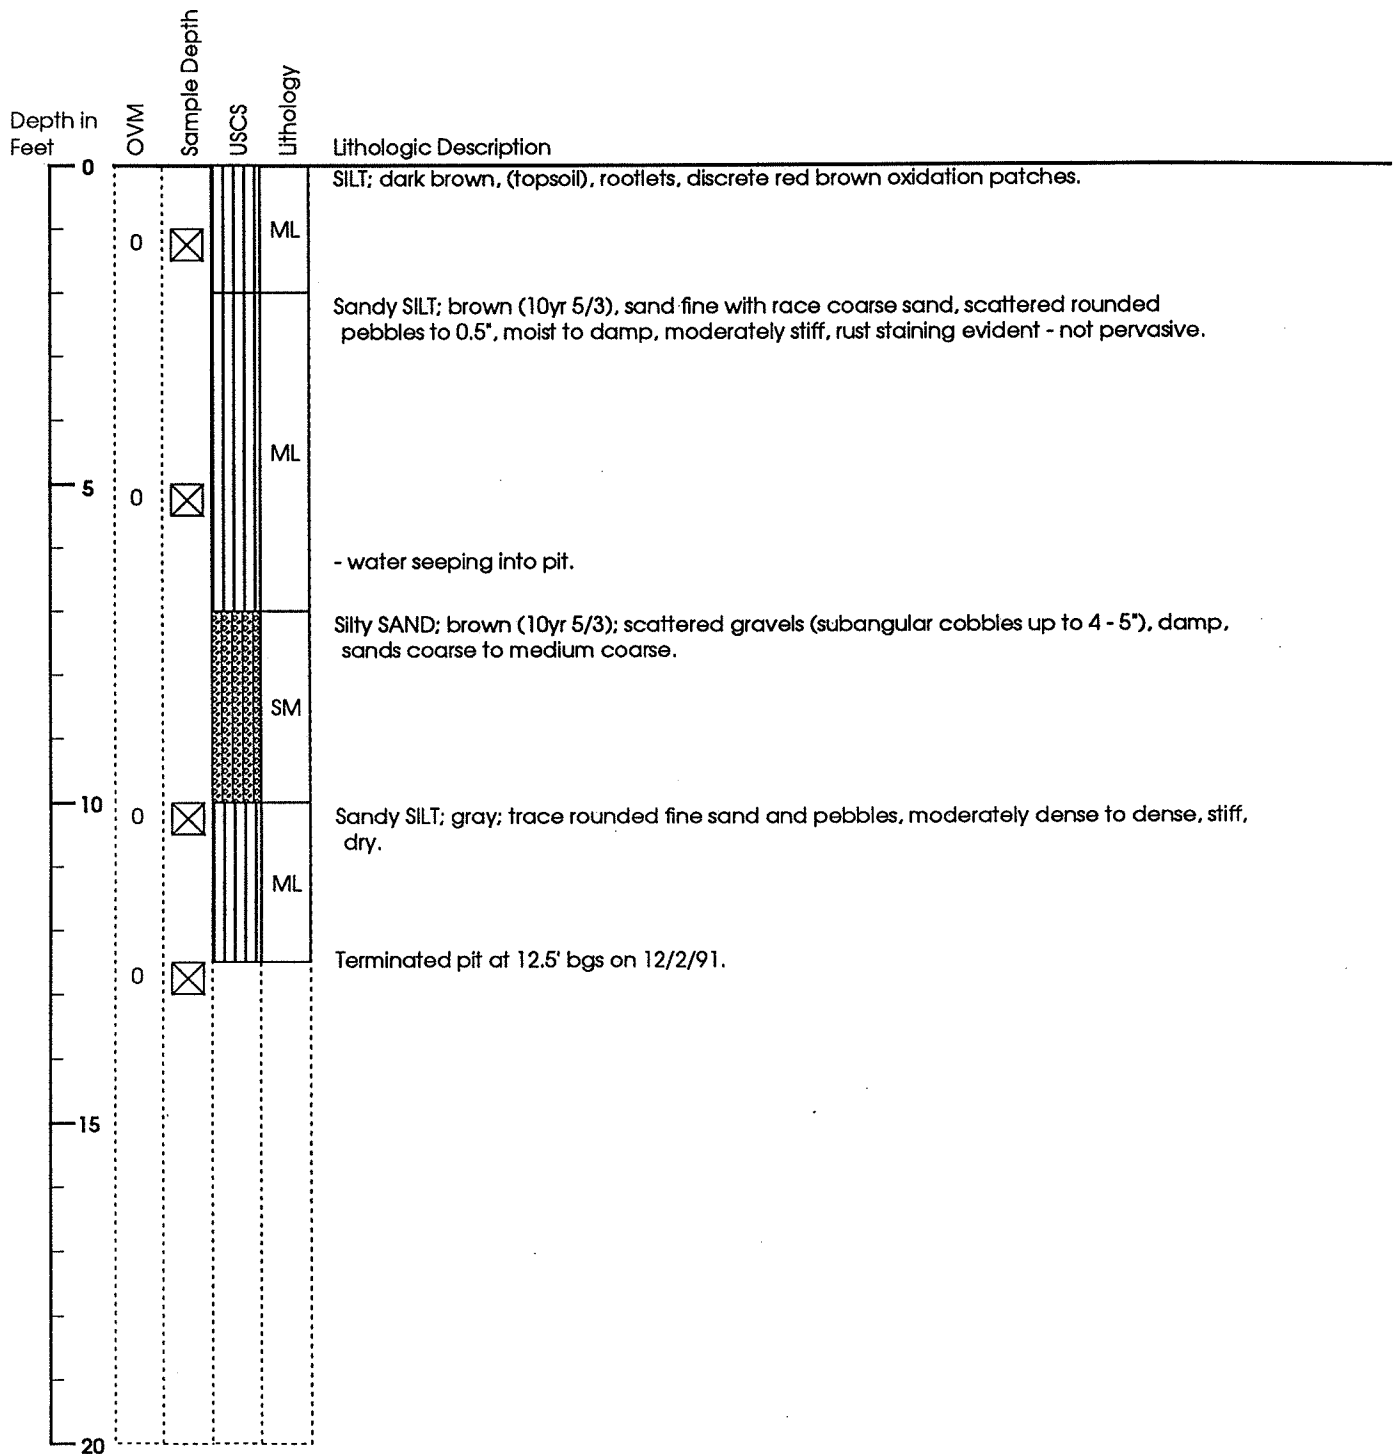 Depth in
Feet
OVM
Sample Depth
USCS
Lithology
Lithologic Description
0
SILT; dark brown, (topsoil), rootlets, discrete red brown oxidation patches.
0
ML
Sandy SILT; brown (10yr 5/3), sand fine with race coarse sand, scattered rounded
pebbles to 0.5", moist to damp, moderately stiff, rust staining evident - not pervasive.
ML
5
0
- water seeping into pit.
Silty SAND; brown (10yr 5/3); scattered gravels (subangular cobbles up to 4 - 5"), damp,
sands coarse to medium coarse.
SM
10
0
Sandy SILT; gray; trace rounded fine sand and pebbles, moderately dense to dense, stiff,
dry.
ML
Terminated pit at 12.5' bgs on 12/2/91.
0
15
20